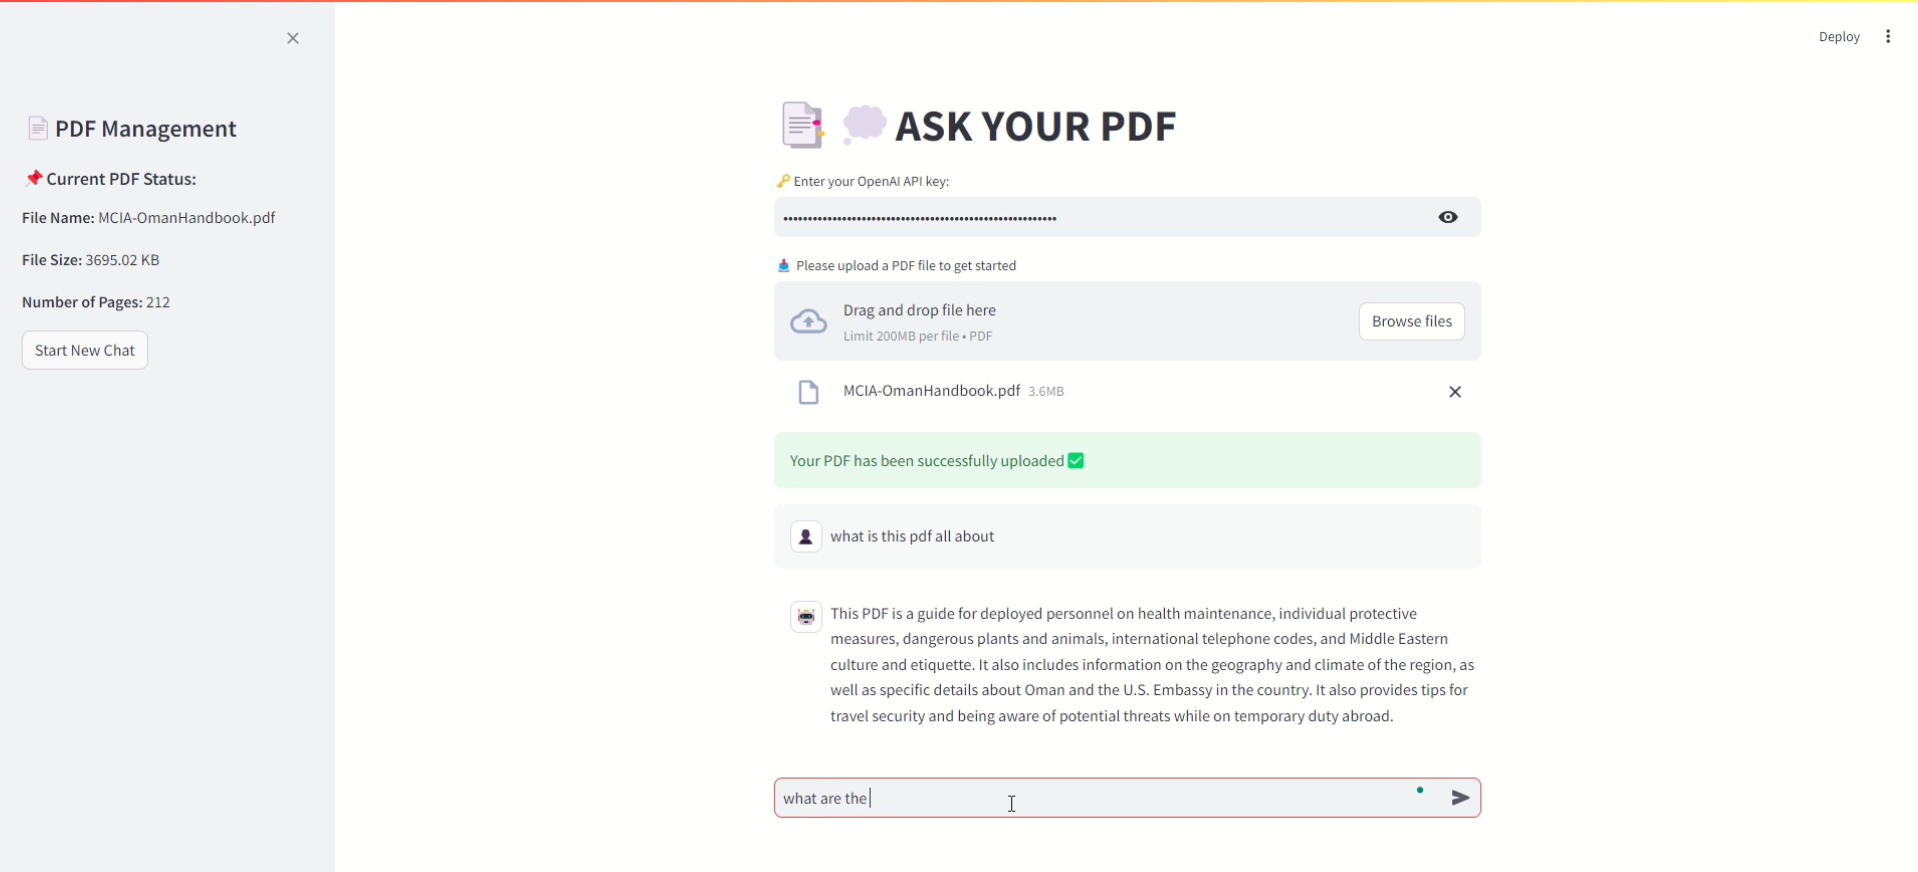 Deploy
PDF Management
Current PDF Status:
File Name: MCIA-OmanHandbook.pdf
File Size: 3695.02 KB
Number of Pages: 212
Start New Chat
ASK YOUR PDF
Enter your OpenAI API key:
Please upload a PDF file to get started
Drag and drop file here
Limit 200MB per file • PDF
Browse files
MCIA-OmanHandbook.pdf 3.6MB
Your PDF has been successfully uploaded
what is this pdf all about
This PDF is a guide for deployed personnel on health maintenance, individual protective
measures, dangerous plants and animals, international telephone codes, and Middle Eastern
culture and etiquette. It also includes information on the geography and climate of the region, as
well as specific details about Oman and the U.S. Embassy in the country. It also provides tips for
travel security and being aware of potential threats while on temporary duty abroad.
what are the